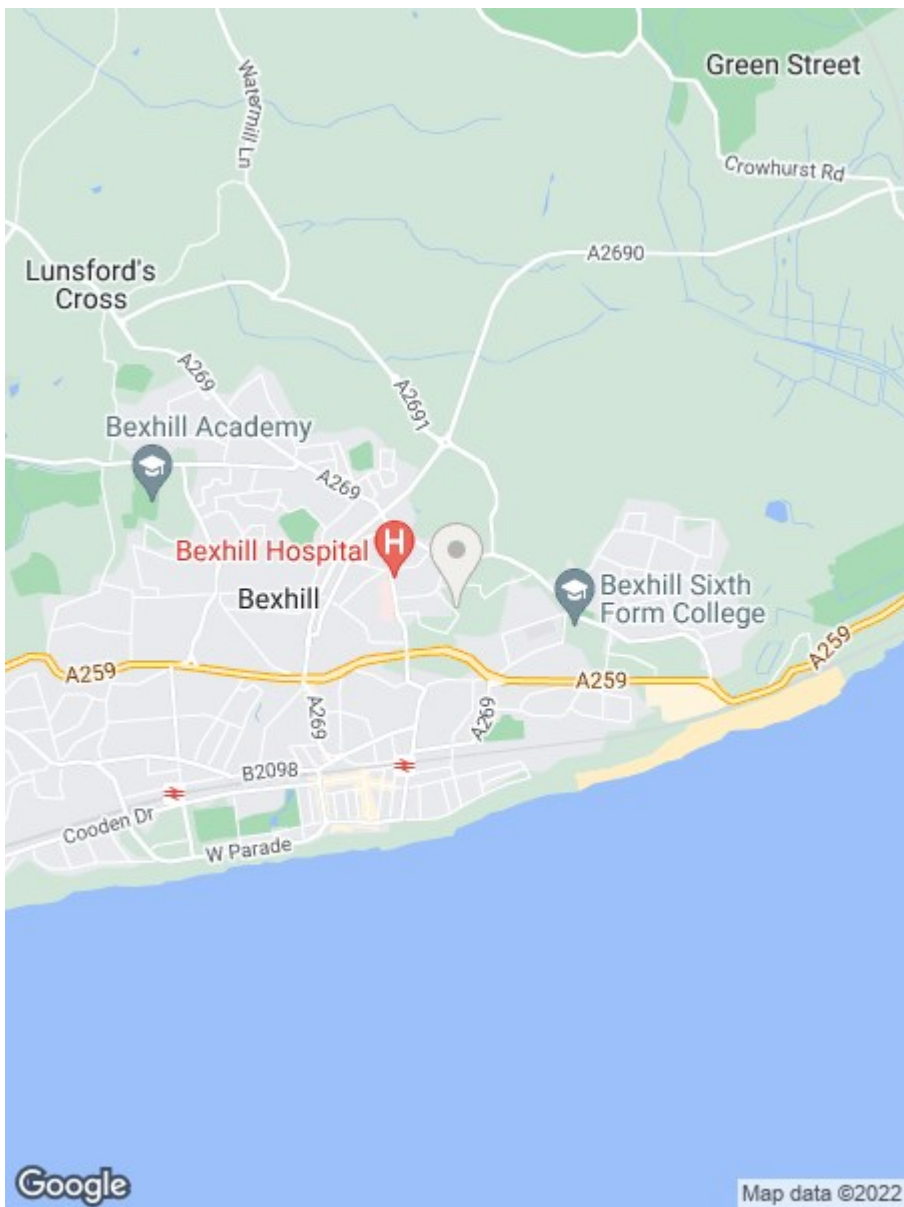 Green Street
Watermill Ln
Crowhurst Rd
A2690
Lunsford's
Cross
A269
A2691
Bexhill Academy
A269
H
Bexhill Hospital
Bexhill
Bexhill Sixth
Form College
A259
A259
A259
A269
A269
B2098
Cooden Dr
W Parade
Google
Map data ©2022